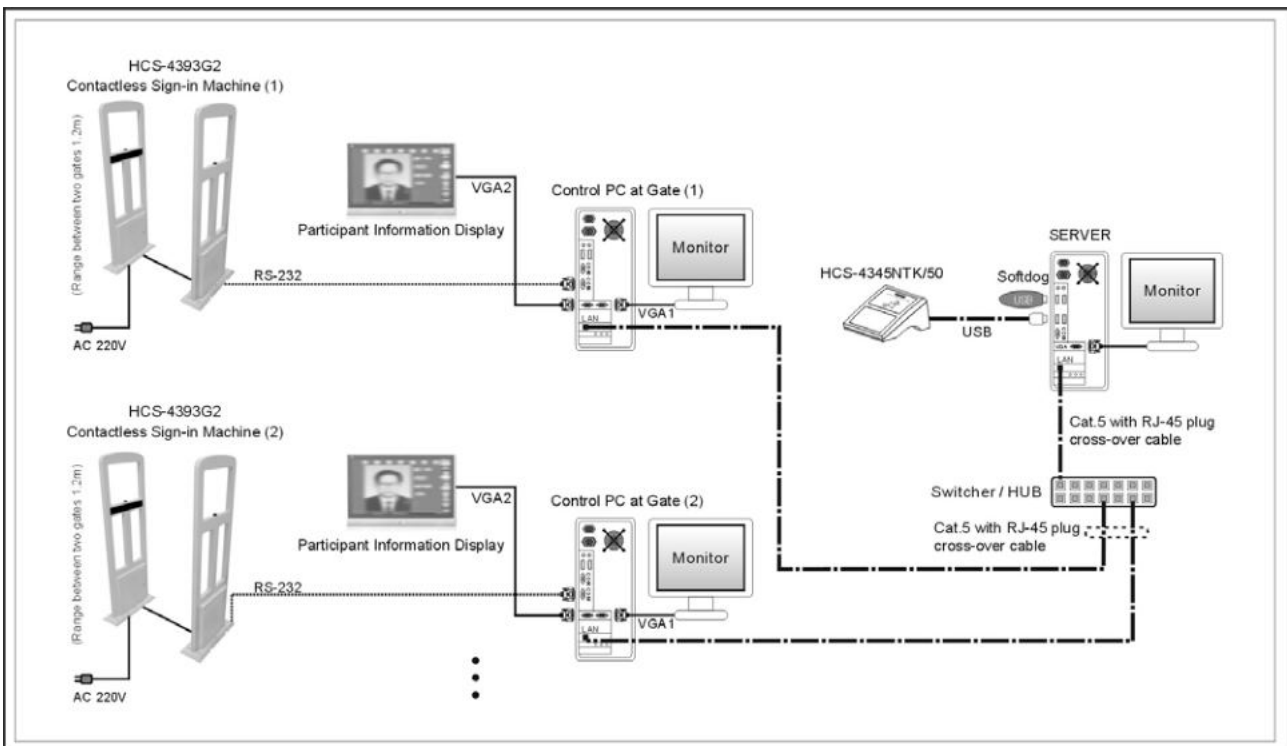 HCS-4393G2
Contactless Sign-in Machine (1)
(Range between two gates 1.2m)
AC 220V
RS-232
Participant Information Display
VGA2
Control PC at Gate (1)
Monitor
VGA1
LAN
HCS-4345NTK/50
USB
Softdog
USB
SERVER
Monitor
VGA
LAN
Cat.5 with RJ-45 plug
cross-over cable
Switcher / HUB
Cat.5 with RJ-45 plug
cross-over cable
HCS-4393G2
Contactless Sign-in Machine (2)
(Range between two gates 1.2m)
AC 220V
RS-232
Participant Information Display
VGA2
Control PC at Gate (2)
Monitor
VGA1
LAN